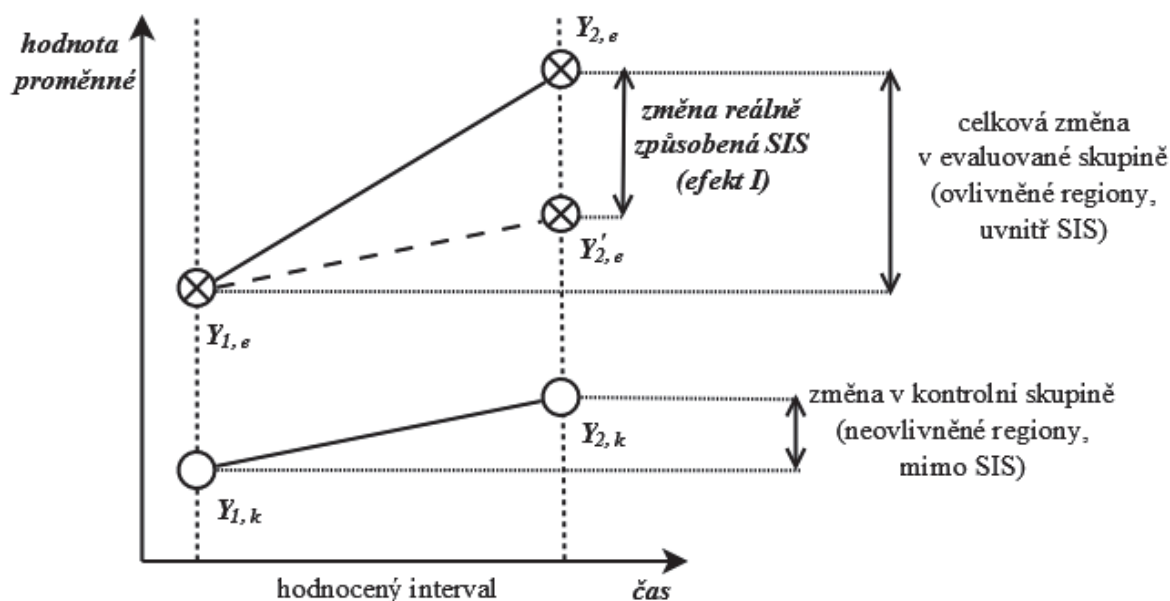 hodnota
proměnné
Y2, e
změna reálně
způsobená SIS
(efekt I)
celková změna
v evaluované skupině
(ovlivněné regiony,
uvnitř SIS)
Y'2, e
Y1, e
změna v kontrolní skupině
(neovlivněné regiony,
mimo SIS)
Y2, k
Y1, k
hodnocený interval
čas